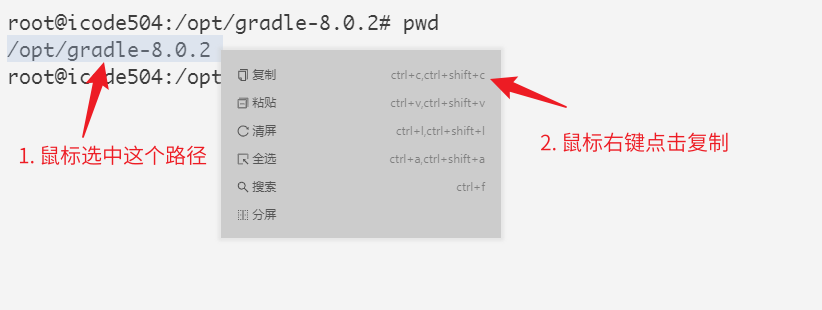 root@icode504:/opt/gradle-8.0.2# pwd
/opt/gradle-8.0.2
root@icode504:/opt
复制 ctrl+c,ctrl+shift+c
粘贴 ctrl+v,ctrl+shift+v
清屏 ctrl+l,ctrl+shift+l
全选 ctrl+a,ctrl+shift+a
搜索 ctrl+f
分屏
1. 鼠标选中这个路径
2. 鼠标右键点击复制